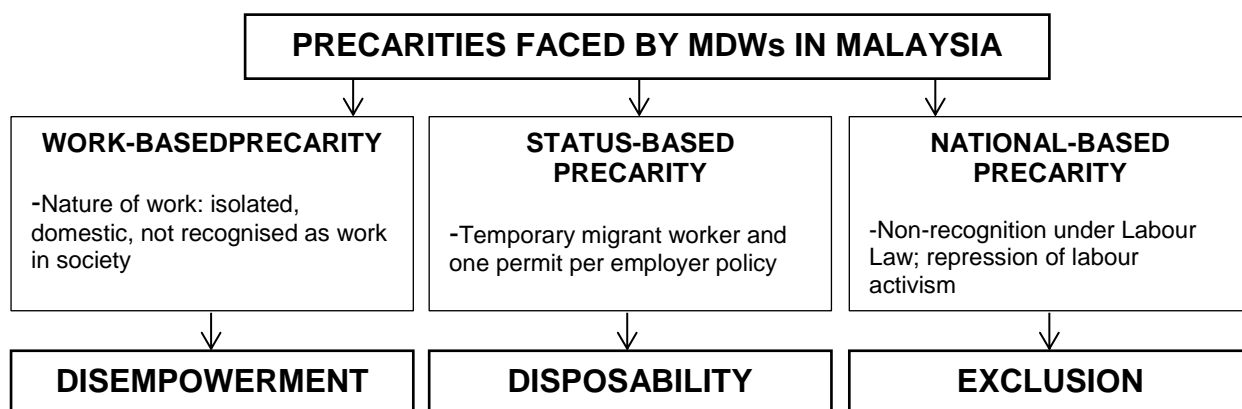 PRECARITIES FACED BY MDWs IN MALAYSIA
WORK-BASEDPRECARITY
-Nature of work: isolated,
domestic, not recognised as work
in society
STATUS-BASED
PRECARITY
-Temporary migrant worker and
one permit per employer policy
NATIONAL-BASED
PRECARITY
-Non-recognition under Labour
Law; repression of labour
activism
DISEMPOWERMENT
DISPOSABILITY
EXCLUSION